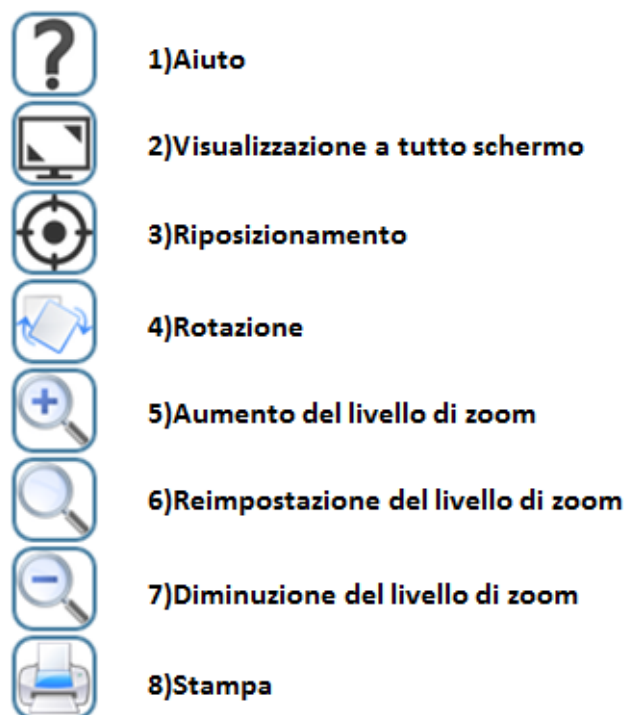 1)Aiuto
2)Visualizzazione a tutto schermo
3)Riposizionamento
4)Rotazione
5)Aumento del livello di zoom
6)Reimpostazione del livello di zoom
7)Diminuzione del livello di zoom
8)Stampa